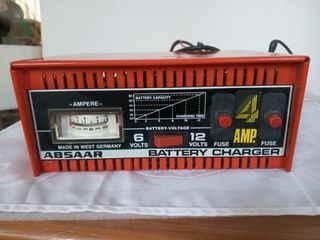 -AMPERE-
AMPERE
MADE IN WEST GERMANY
ABSAAR
BATTERY CAPACITY
CHARGING TIME
BATTERY-VOLTAGE
6
VOLTS
12
VOLTS
BATTERY CHARGER
4
AMP.
FUSE
FUSE